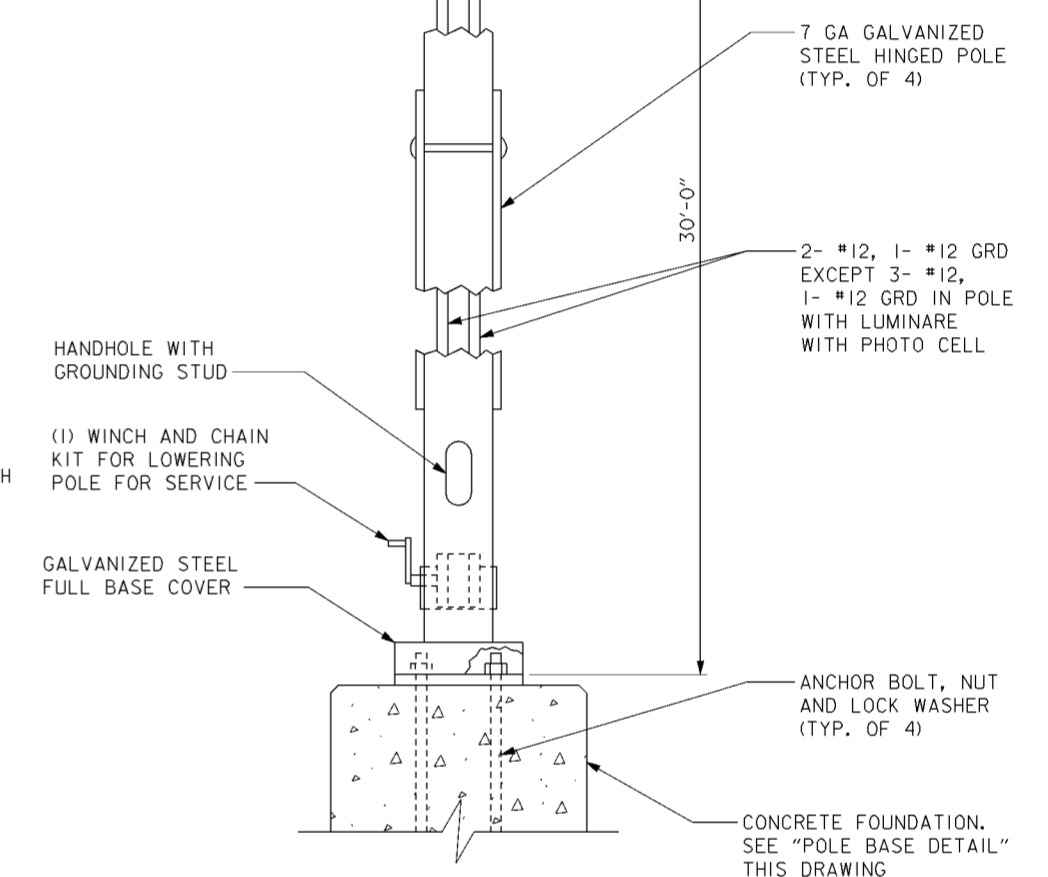 7 GA GALVANIZED
STEEL HINGED POLE
(TYP. OF 4)
30'-0"
2- #12, 1- #12 GRD
EXCEPT 3- #12,
1- #12 GRD IN POLE
WITH LUMINARE
WITH PHOTO CELL
HANDHOLE WITH
GROUNDING STUD
(1) WINCH AND CHAIN
KIT FOR LOWERING
POLE FOR SERVICE
H
GALVANIZED STEEL
FULL BASE COVER
ANCHOR BOLT, NUT
AND LOCK WASHER
(TYP. OF 4)
CONCRETE FOUNDATION.
SEE "POLE BASE DETAIL"
THIS DRAWING